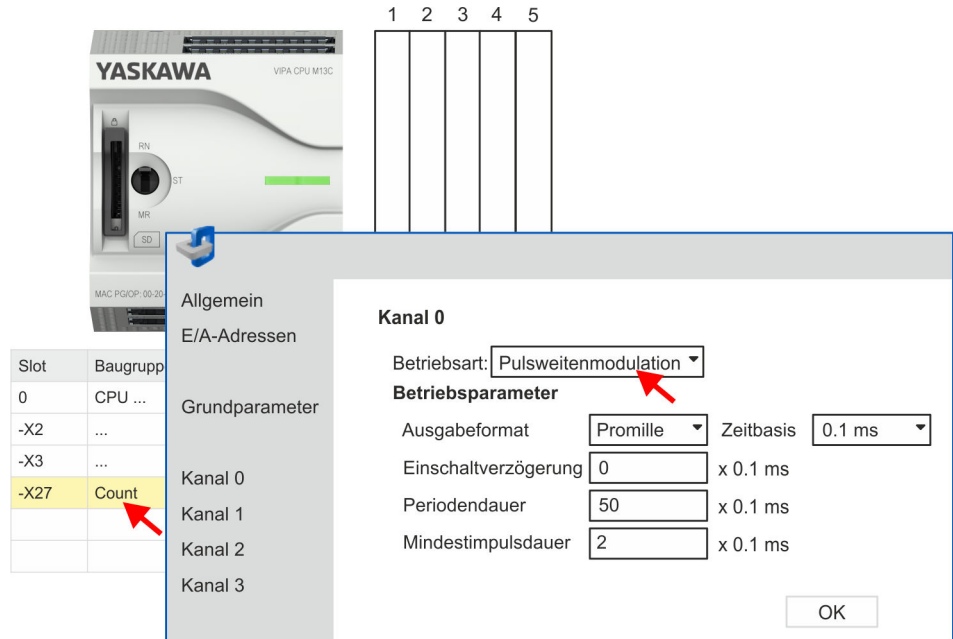 1 2 3 4 5
YASKAWA VIPA CPU M13C
RN
ST
MR
SD
MAC PG/OP: 00-20-
Slot Baugrupp
0 CPU ...
-X2 ...
-X3 ...
-X27 Count
Allgemein
E/A-Adressen
Grundparameter
Kanal 0
Kanal 1
Kanal 2
Kanal 3
Kanal 0
Betriebsart: Pulsweitenmodulation
Betriebsparameter
Ausgabeformat Promille Zeitbasis 0.1 ms
Einschaltverzögerung 0 x 0.1 ms
Periodendauer 50 x 0.1 ms
Mindestimpulsdauer 2 x 0.1 ms
OK